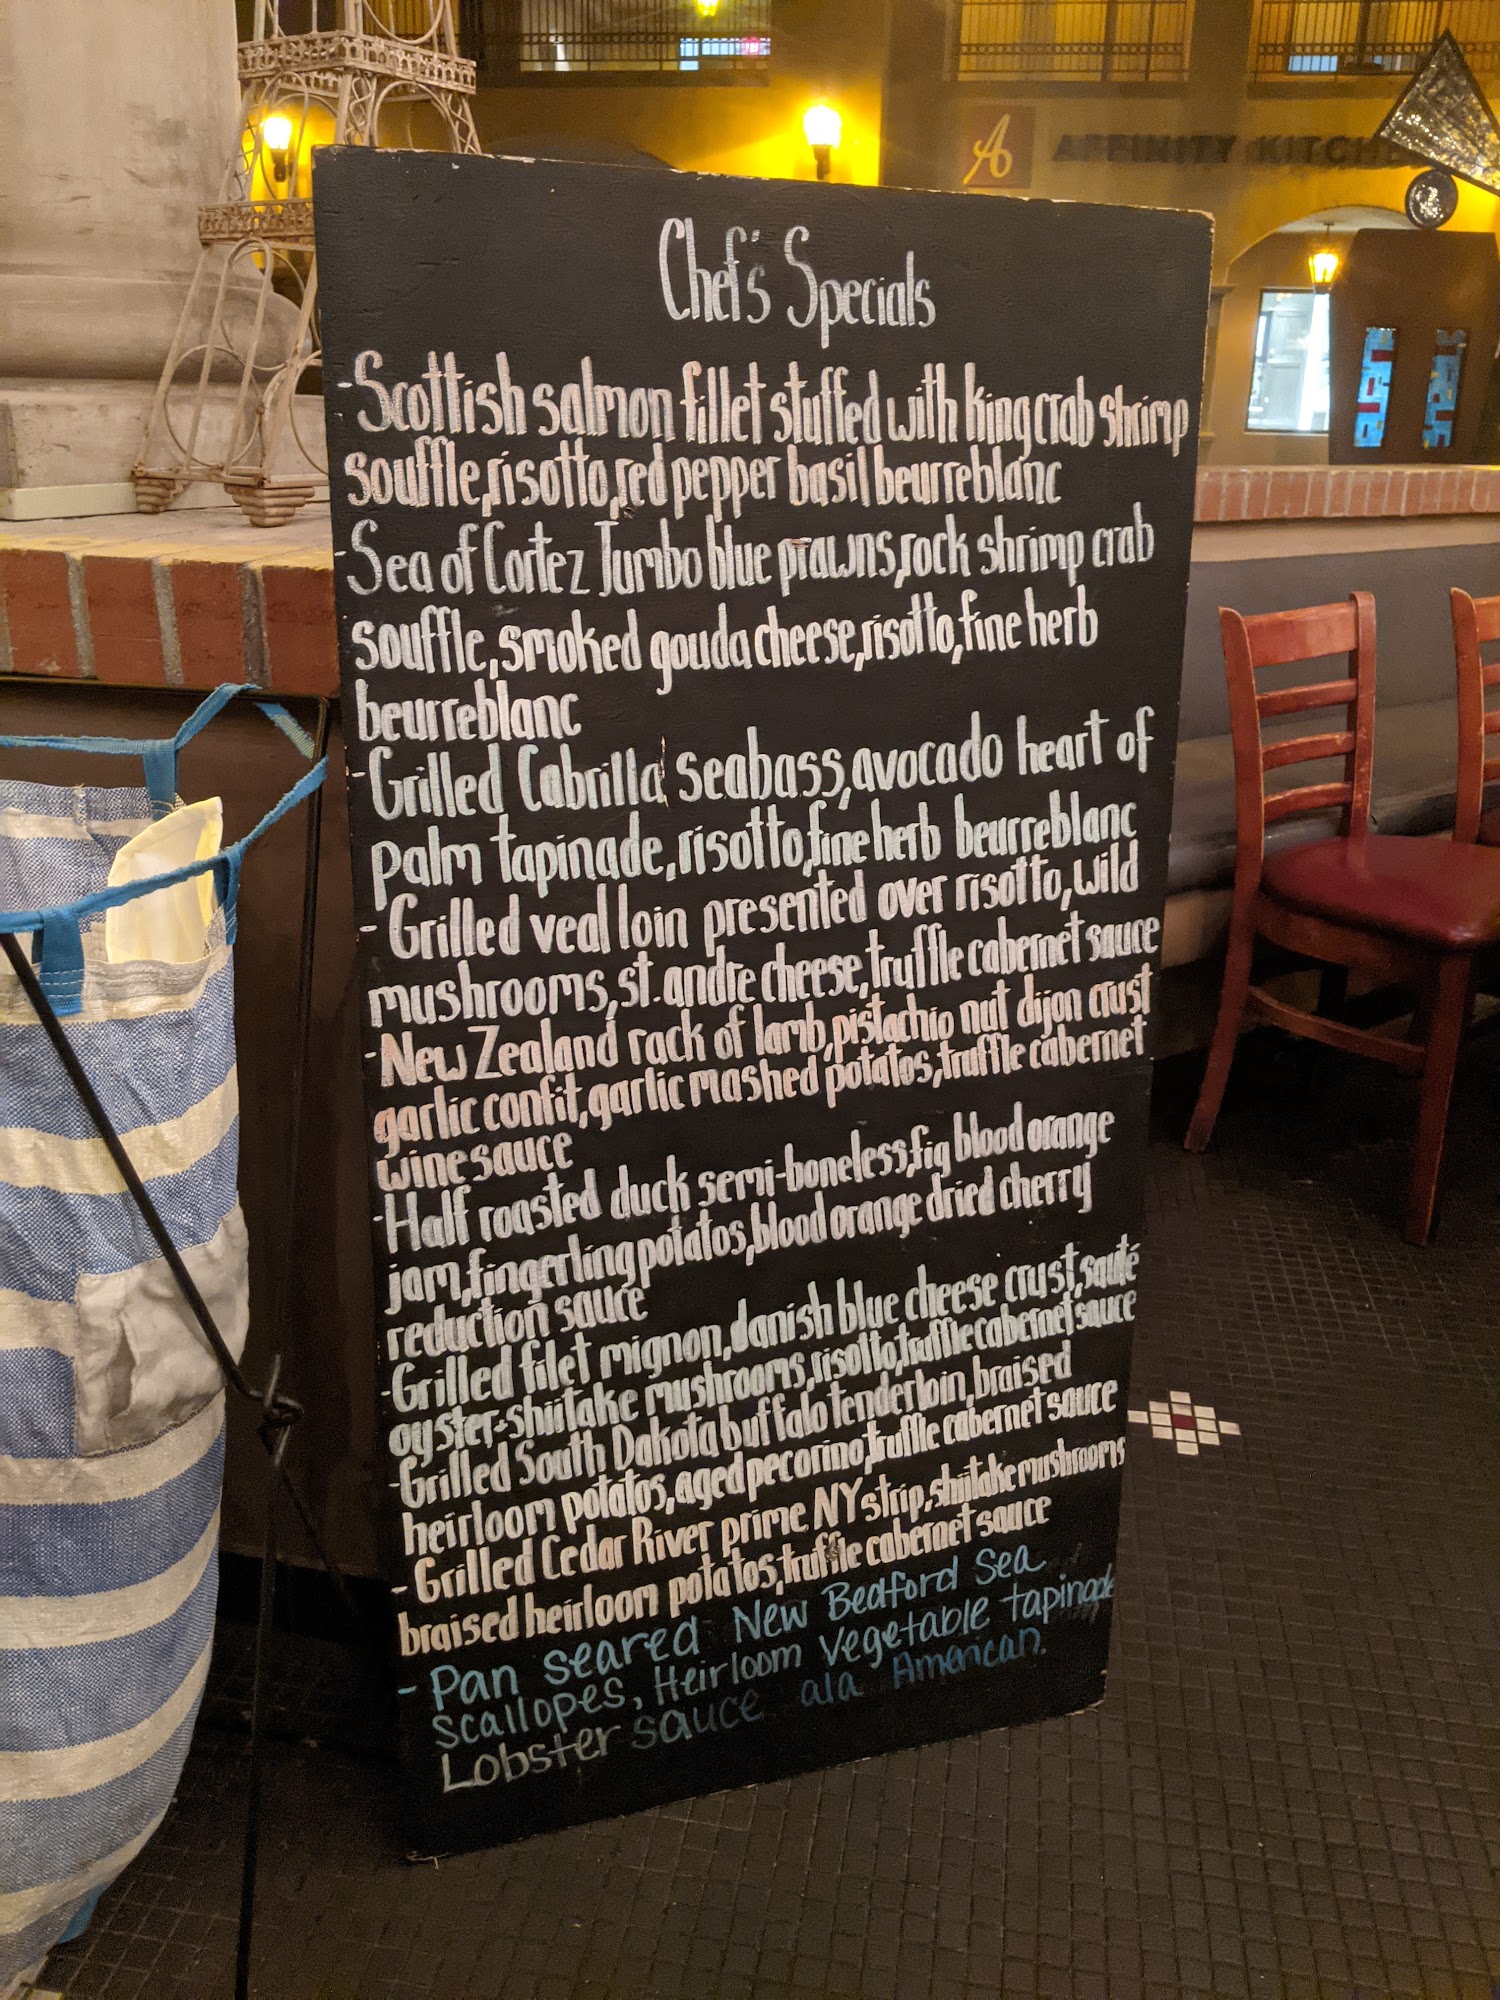 A
AFFINITY KITCHE
Chef's Specials
- Scottish salmon fillet stuffed with king crab shrimp
souffle, risotto, red pepper basil beurreblanc
- Sea of Cortez Jumbo blue prawns, rock shrimp crab
souffle, smoked gouda cheese, risotto, fine herb
beurreblanc
- Grilled Cabrilla seabass, avocado heart of
palm tapinade, risotto, fine herb beurreblanc
- Grilled veal loin presented over risotto, wild
mushrooms, st. andre cheese, truffle cabernet sauce
- New Zealand rack of lamb, pistachio nut dijon crust
garlic confit, garlic mashed potatos, truffle cabernet
wine sauce
- Half roasted duck semi-boneless, fig blood orange
jam, fingerling potatos, blood orange dried cherry
reduction sauce
- Grilled filet mignon, danish blue cheese crust, sauté
oyster + shiitake mushrooms, risotto, truffle cabernet sauce
- Grilled South Dakota buffalo tenderloin, braised
heirloom potatos, aged pecorino, truffle cabernet sauce
- Grilled Cedar River prime NY strip, shiitake mushrooms
braised heirloom potatos, truffle cabernet sauce
- Pan seared New Bedford Sea
scallopes, Heirloom Vegetable tapinade
Lobster sauce ala American.